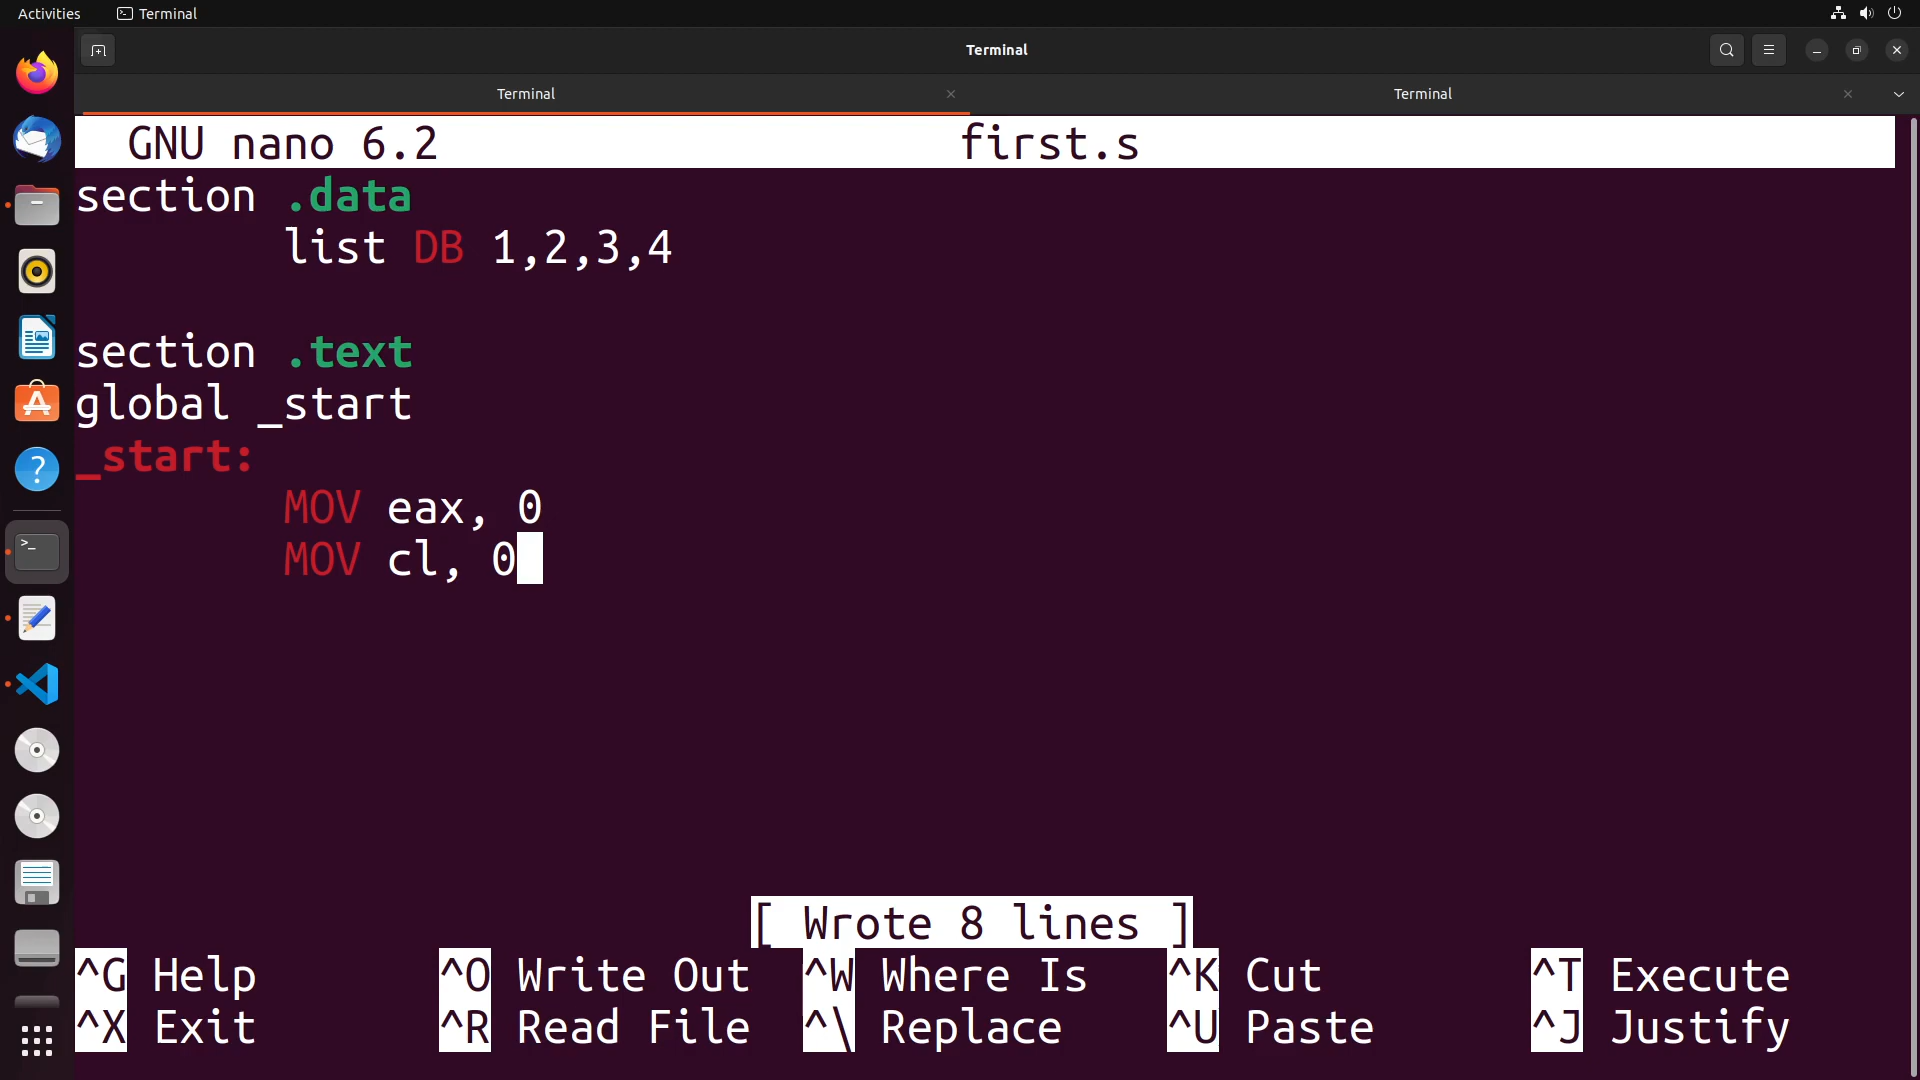 Activities
Terminal
Terminal
Terminal
Terminal
GNU nano 6.2 first.s
section .data
list DB 1,2,3,4
section .text
global _start
_start:
MOV eax, 0
MOV cl, 0
[ Wrote 8 lines ]
^G Help ^O Write Out ^W Where Is ^K Cut ^T Execute
^X Exit ^R Read File ^\ Replace ^U Paste ^J Justify